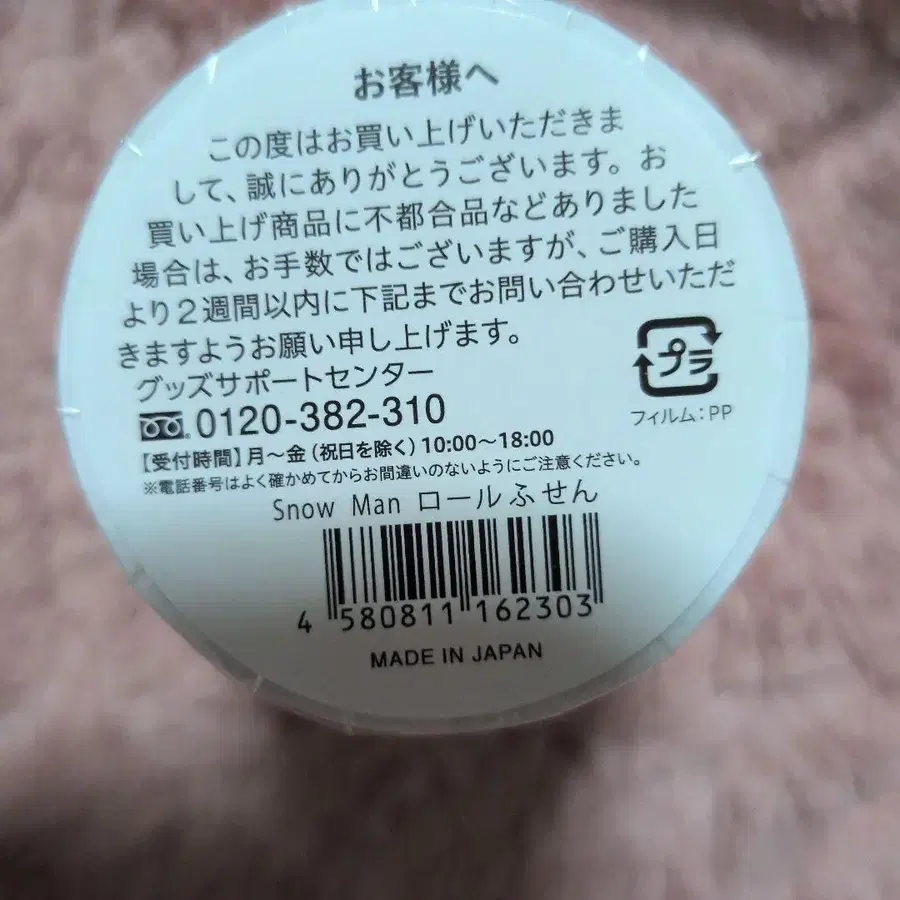 お客様へ
この度はお買い上げいただきま
して、誠にありがとうございます。お
買い上げ商品に不都合品などありました
場合は、お手数ではございますが、ご購入日
より2週間以内に下記までお問い合わせいただ
きますようお願い申し上げます。
グッズサポートセンター
0120-382-310
【受付時間】月～金（祝日を除く）10:00～18:00
※電話番号はよく確かめてからお間違いのないようにご注意ください。
プラ
フィルム：PP
Snow Man ロールふせん
4 580811 162303
MADE IN JAPAN